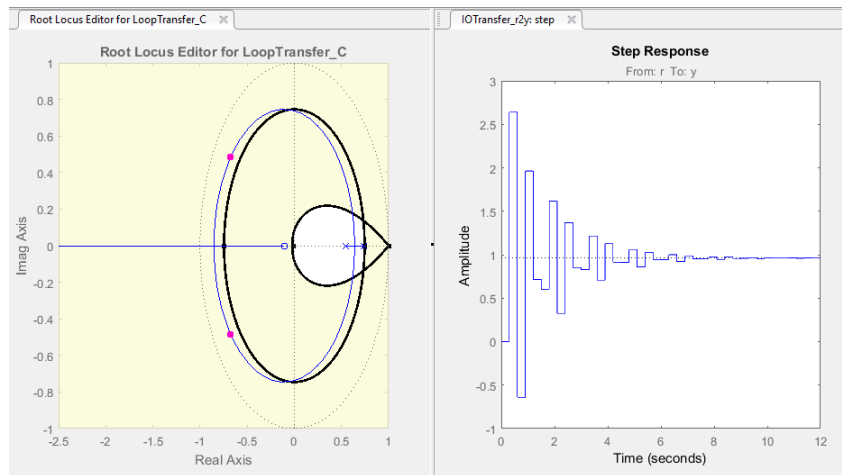 Root Locus Editor for LoopTransfer_C ×
IOTransfer_r2y: step ×
Root Locus Editor for LoopTransfer_C
1
0.8
0.6
0.4
0.2
0
-0.2
-0.4
-0.6
-0.8
-1
Imag Axis
-2.5 -2 -1.5 -1 -0.5 0 0.5 1
Real Axis
Step Response
From: r To: y
3
2.5
2
1.5
1
0.5
0
-0.5
-1
Amplitude
0 2 4 6 8 10 12
Time (seconds)